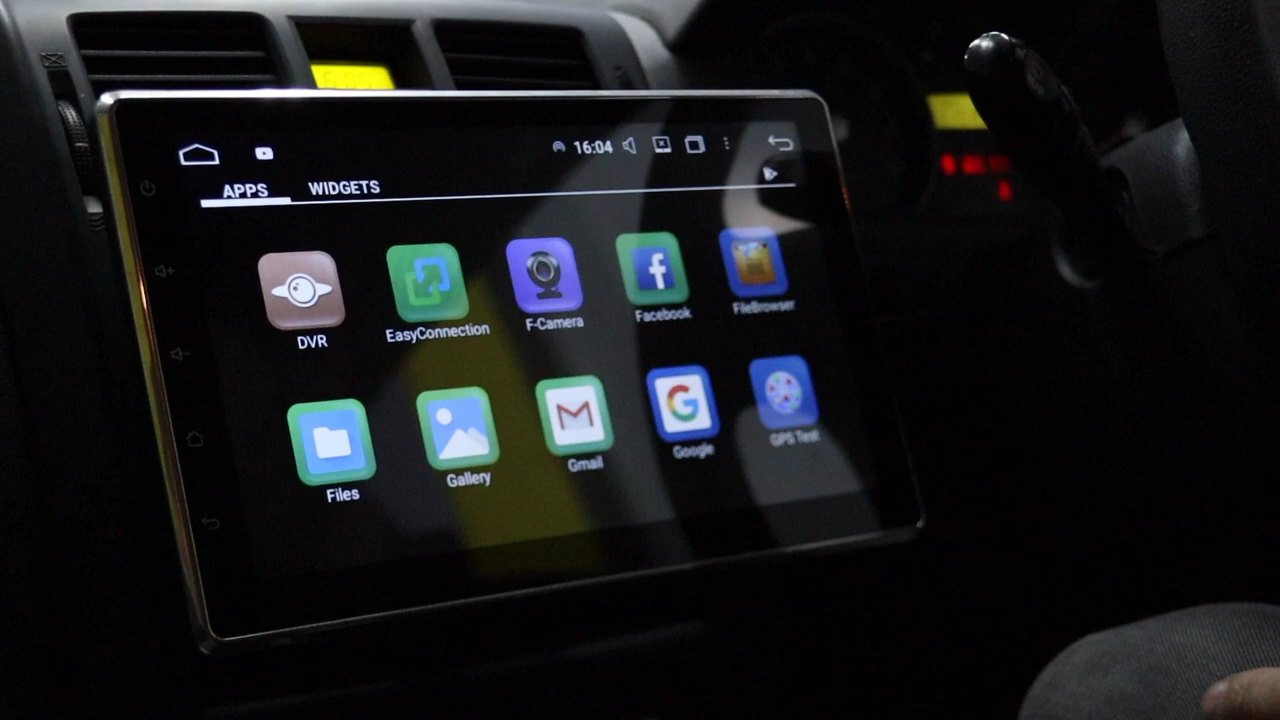 16:04
APPS WIDGETS
DVR EasyConnection F-Camera Facebook FileBrowser
Files Gallery Gmail Google GPS Test